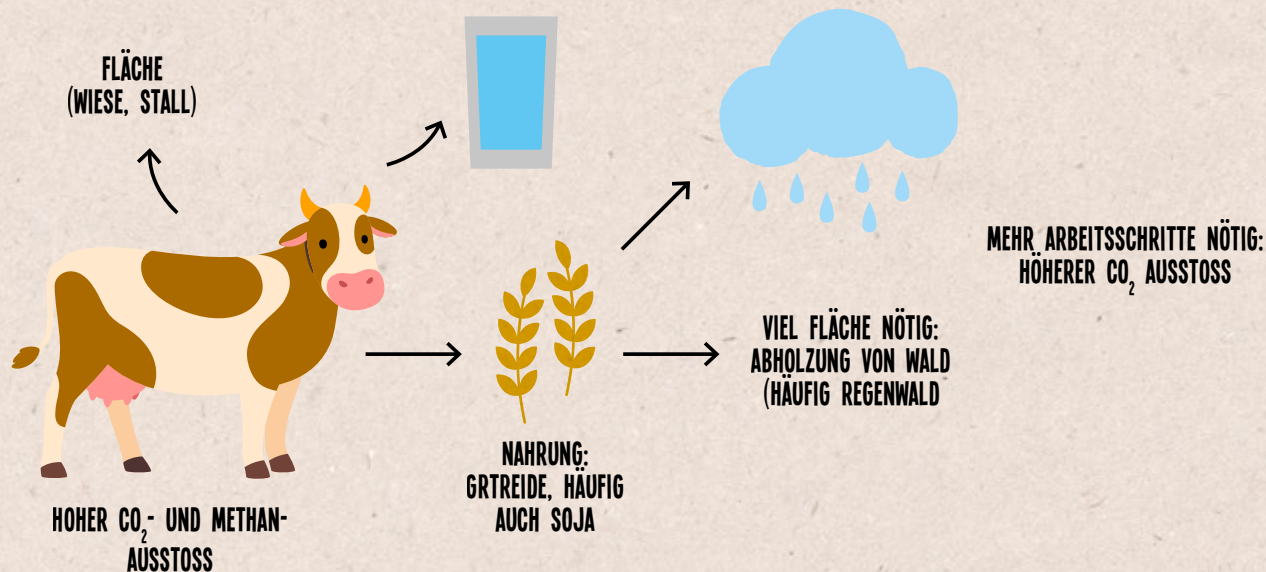 FLÄCHE
(WIESE, STALL)
MEHR ARBEITSSCHRITTE NÖTIG:
HÖHERER CO₂ AUSSTOSS
VIEL FLÄCHE NÖTIG:
ABHOLZUNG VON WALD
(HÄUFIG REGENWALD
NAHRUNG:
GRTREIDE, HÄUFIG
AUCH SOJA
HOHER CO₂- UND METHAN-
AUSSTOSS